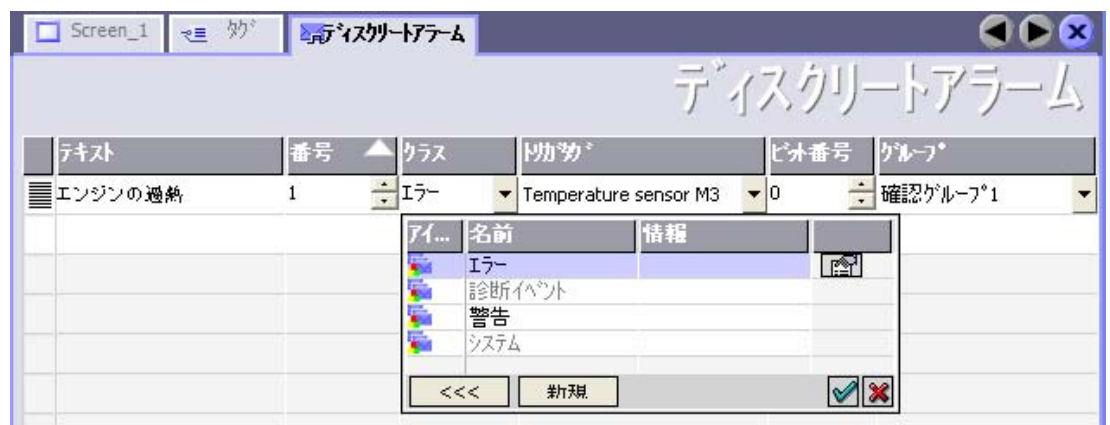 Screen_1 ﾀｸﾞ ﾃﾞｨｽｸﾘｰﾄｱﾗｰﾑ
ﾃﾞｨｽｸﾘｰﾄｱﾗｰﾑ
ﾃｷｽﾄ 番号 ｸﾗｽ ﾄﾘｶﾞﾀｸﾞ ﾋﾞｯﾄ番号 ｸﾞﾙｰﾌﾟ
エンジンの過熱 1 ｴﾗｰ Temperature sensor M3 0 確認ｸﾞﾙｰﾌﾟ1
ｱｲ... 名前 情報
ｴﾗｰ
診断ｲﾍﾞﾝﾄ
警告
ｼｽﾃﾑ
<<< 新規